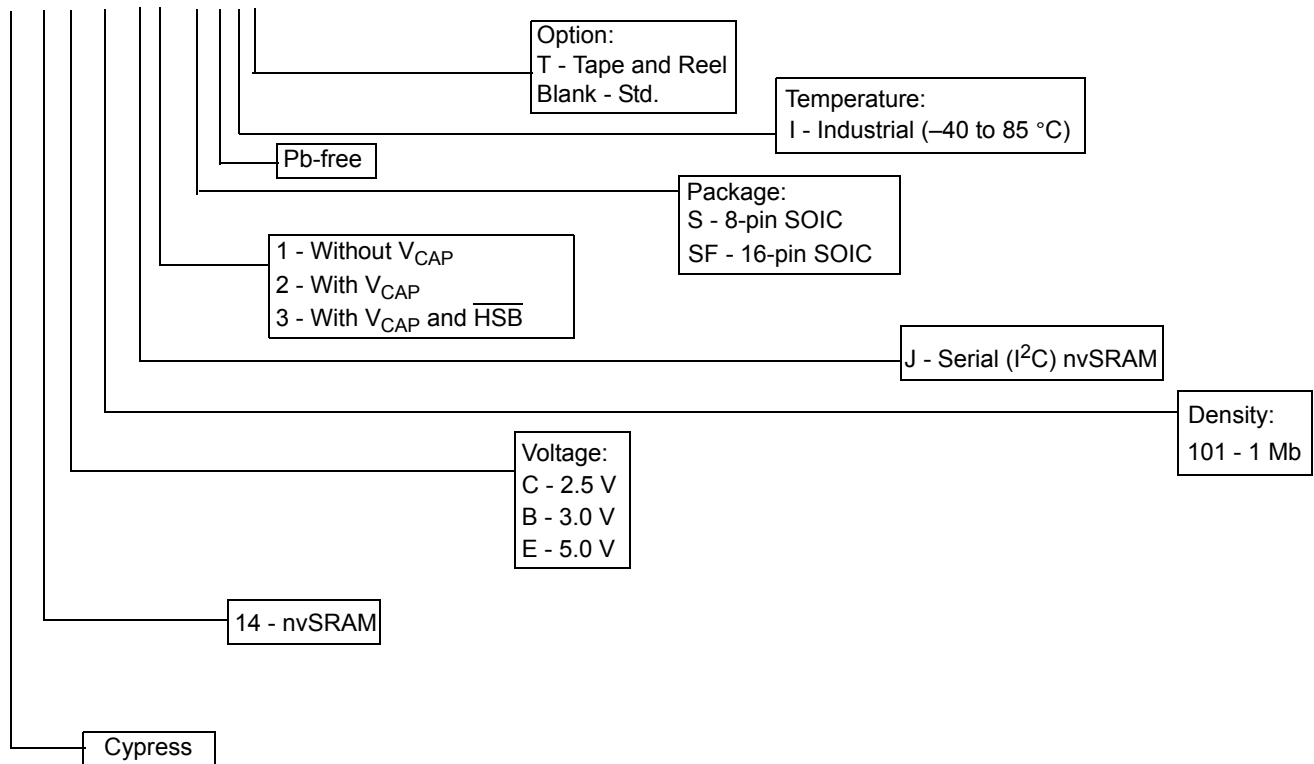 Option:
T - Tape and Reel
Blank - Std.
Temperature:
I - Industrial (–40 to 85 °C)
Pb-free
Package:
S - 8-pin SOIC
SF - 16-pin SOIC
1 - Without VCAP
2 - With VCAP
3 - With VCAP and H̅S̅B̅
J - Serial (I²C) nvSRAM
Density:
101 - 1 Mb
Voltage:
C - 2.5 V
B - 3.0 V
E - 5.0 V
14 - nvSRAM
Cypress